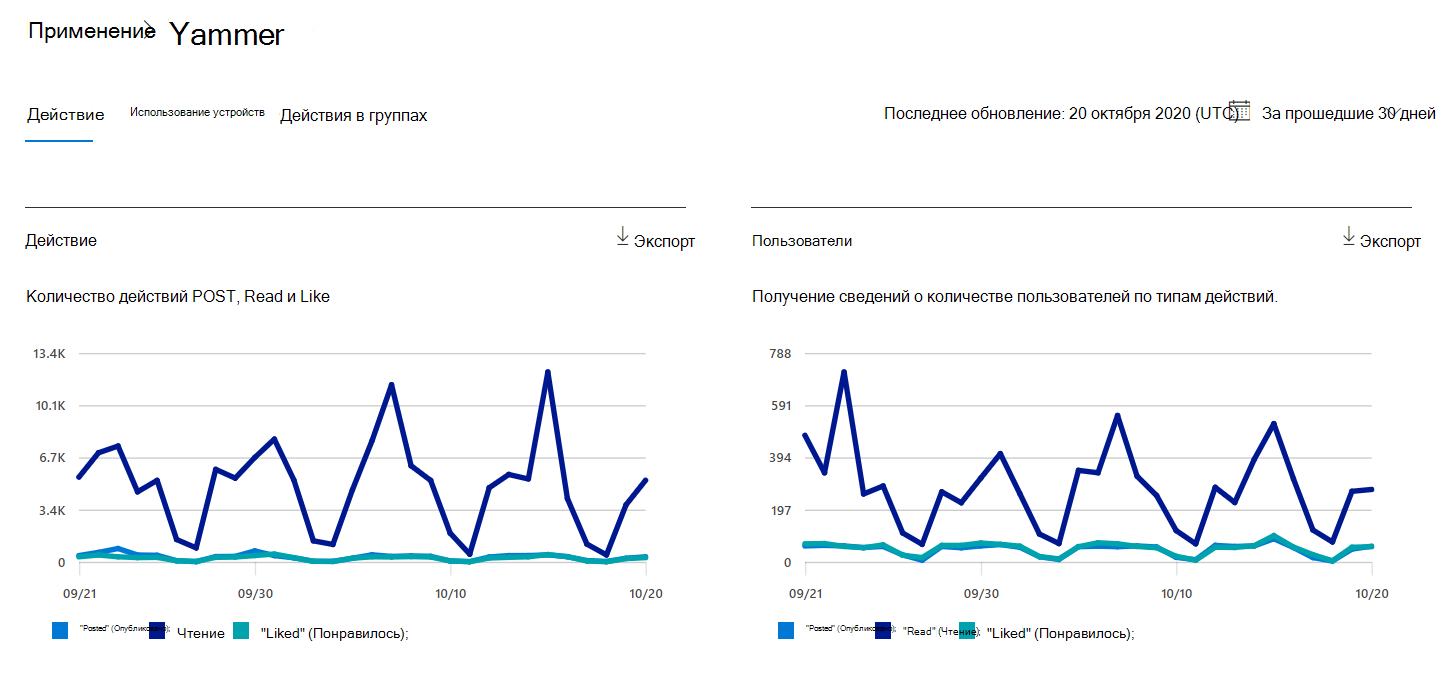 Применение Yammer
Действие Использование устройств Действия в группах Последнее обновление: 20 октября 2020 (UTC) За прошедшие 30 дней
Действие Экспорт
Количество действий POST, Read и Like
13.4K
10.1K
6.7K
3.4K
0
09/21 09/30 10/10 10/20
"Posted" (Опубликовано); Чтение "Liked" (Понравилось);
Пользователи Экспорт
Получение сведений о количестве пользователей по типам действий.
788
591
394
197
0
09/21 09/30 10/10 10/20
"Posted" (Опубликовано); "Read" (Чтение); "Liked" (Понравилось);